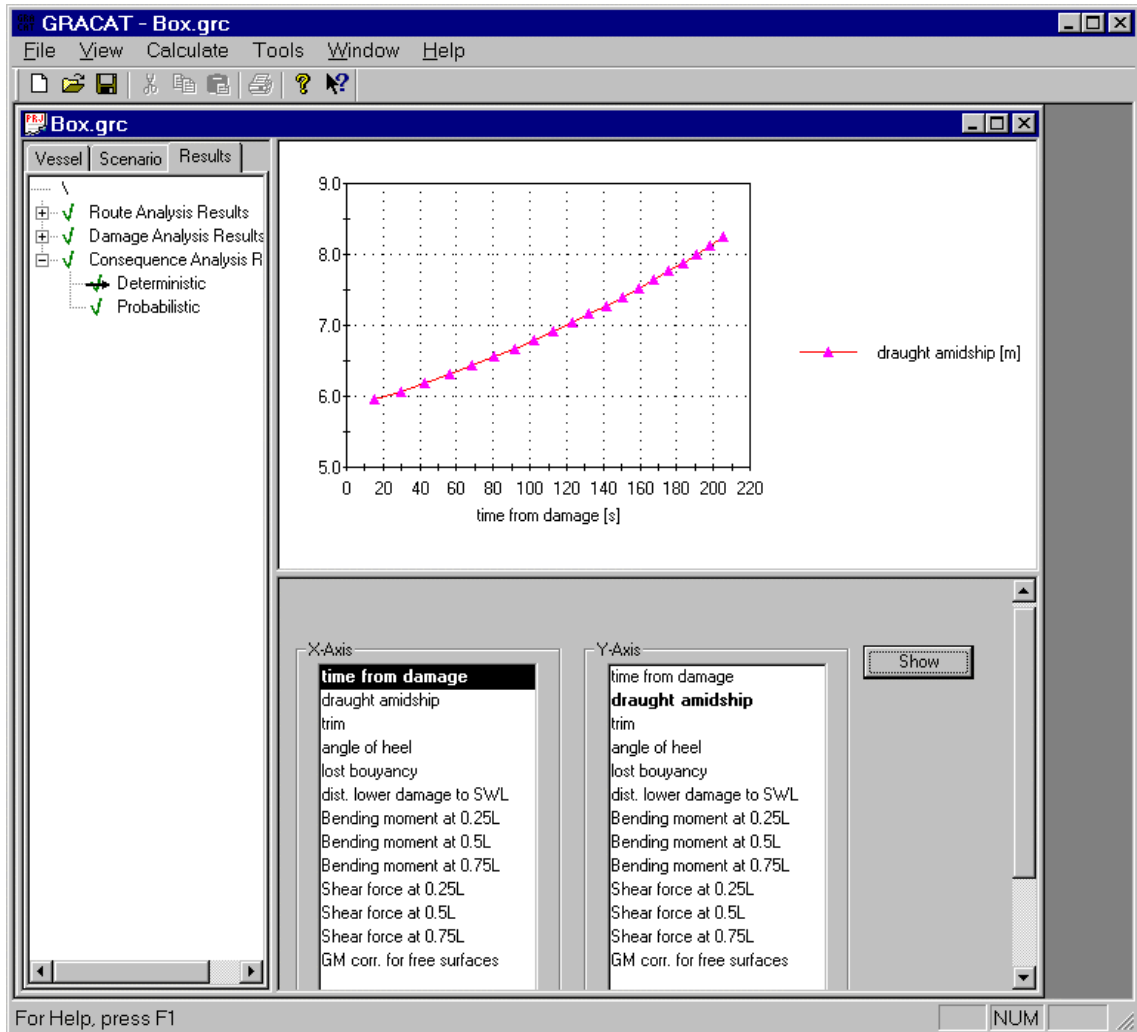 GRACAT - Box.grc
File View Calculate Tools Window Help
Box.grc
Vessel Scenario Results
\
Route Analysis Results
Damage Analysis Results
Consequence Analysis R
Deterministic
Probabilistic
9.0
8.0
7.0
6.0
5.0
0 20 40 60 80 100 120 140 160 180 200 220
time from damage [s]
draught amidship [m]
X-Axis
time from damage
draught amidship
trim
angle of heel
lost bouyancy
dist. lower damage to SWL
Bending moment at 0.25L
Bending moment at 0.5L
Bending moment at 0.75L
Shear force at 0.25L
Shear force at 0.5L
Shear force at 0.75L
GM corr. for free surfaces
Y-Axis
time from damage
draught amidship
trim
angle of heel
lost bouyancy
dist. lower damage to SWL
Bending moment at 0.25L
Bending moment at 0.5L
Bending moment at 0.75L
Shear force at 0.25L
Shear force at 0.5L
Shear force at 0.75L
GM corr. for free surfaces
Show
For Help, press F1
NUM